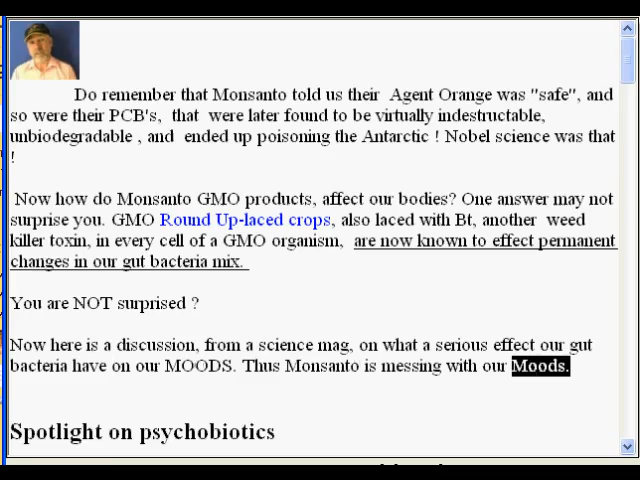 Do remember that Monsanto told us their Agent Orange was "safe", and
so were their PCB's, that were later found to be virtually indestructable,
unbiodegradable , and ended up poisoning the Antarctic ! Nobel science was that
!
Now how do Monsanto GMO products, affect our bodies? One answer may not
surprise you. GMO Round Up-laced crops, also laced with Bt, another weed
killer toxin, in every cell of a GMO organism, are now known to effect permanent
changes in our gut bacteria mix.
You are NOT surprised ?
Now here is a discussion, from a science mag, on what a serious effect our gut
bacteria have on our MOODS. Thus Monsanto is messing with our Moods.
Spotlight on psychobiotics